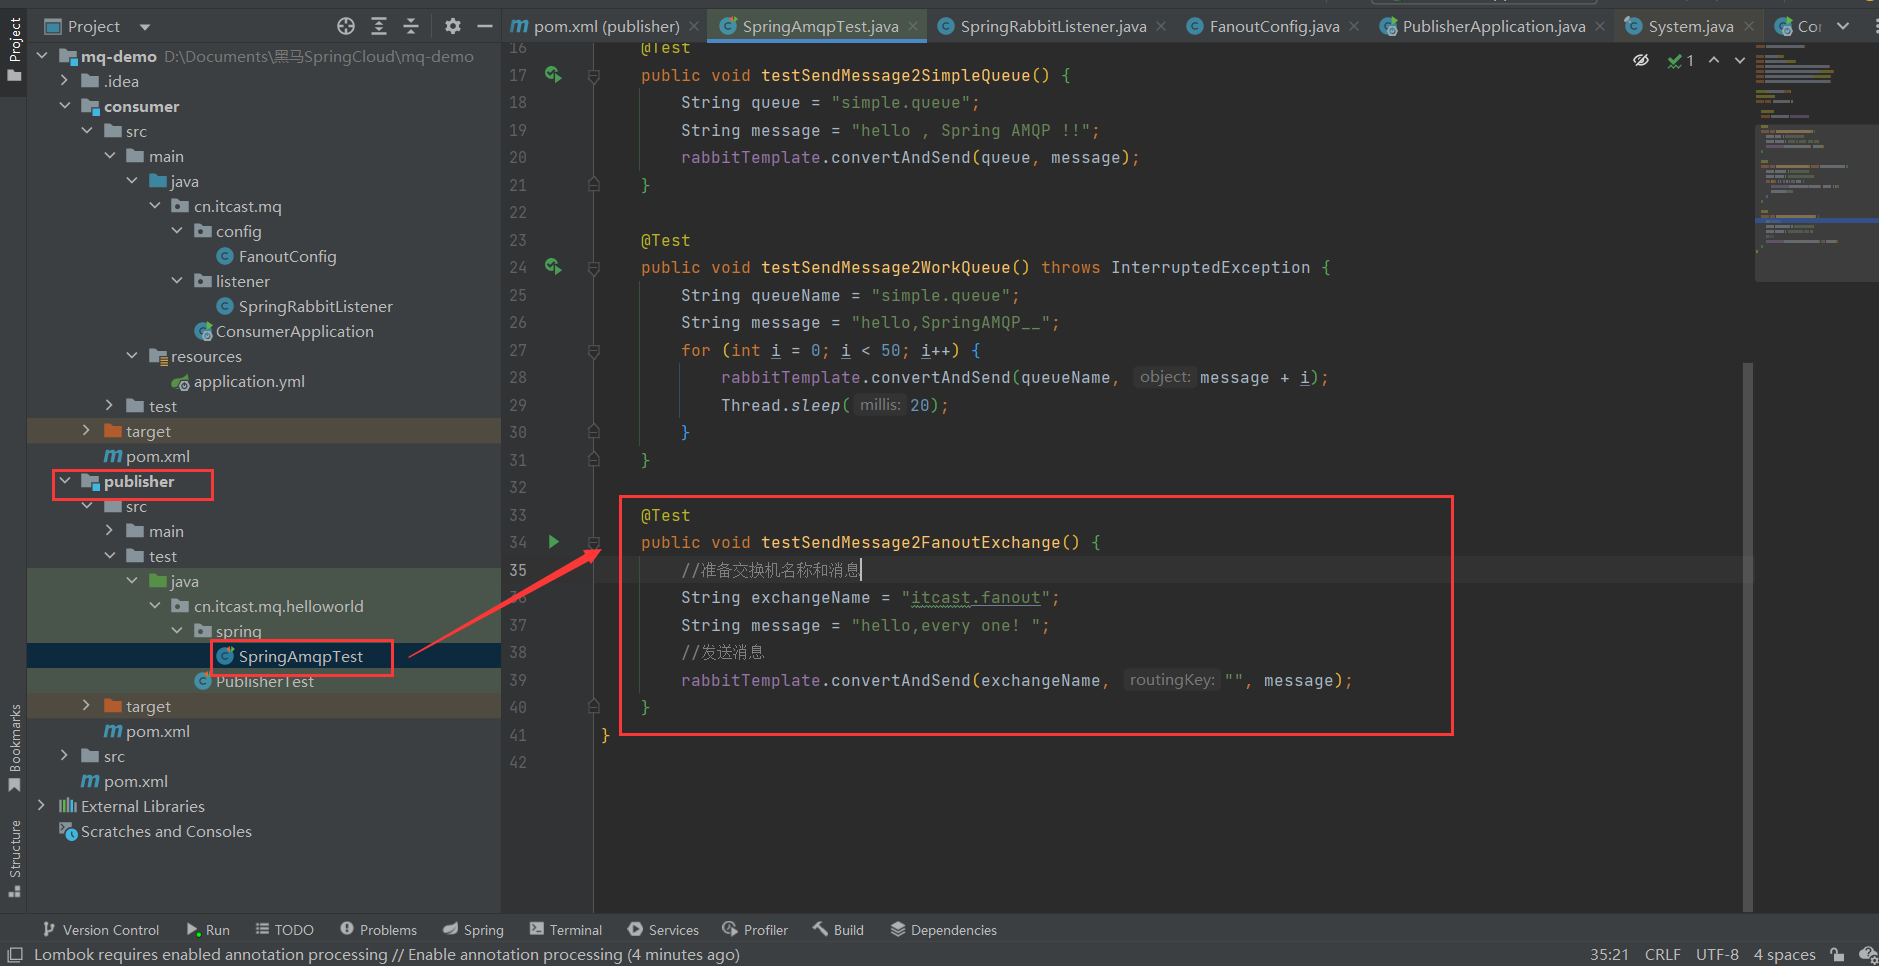 Project
pom.xml (publisher)
SpringAmqpTest.java
SpringRabbitListener.java
FanoutConfig.java
PublisherApplication.java
System.java
Project
mq-demo D:\Documents\黑马SpringCloud\mq-demo
.idea
consumer
src
main
java
cn.itcast.mq
config
FanoutConfig
listener
SpringRabbitListener
ConsumerApplication
resources
application.yml
test
target
pom.xml
publisher
src
main
test
java
cn.itcast.mq.helloworld
spring
SpringAmqpTest
PublisherTest
target
pom.xml
src
pom.xml
External Libraries
Scratches and Consoles
Bookmarks
Structure
1
16 @Test
17 public void testSendMessage2SimpleQueue() {
18 String queue = "simple.queue";
19 String message = "hello , Spring AMQP !!";
20 rabbitTemplate.convertAndSend(queue, message);
21 }
22
23 @Test
24 public void testSendMessage2WorkQueue() throws InterruptedException {
25 String queueName = "simple.queue";
26 String message = "hello,SpringAMQP__";
27 for (int i = 0; i < 50; i++) {
28 rabbitTemplate.convertAndSend(queueName, object: message + i);
29 Thread.sleep( millis: 20);
30 }
31 }
32
33 @Test
34 public void testSendMessage2FanoutExchange() {
35 //准备交换机名称和消息
36 String exchangeName = "itcast.fanout";
37 String message = "hello,every one! ";
38 //发送消息
39 rabbitTemplate.convertAndSend(exchangeName, routingKey: "", message);
40 }
41 }
42
Version Control Run TODO Problems Spring Terminal Services Profiler Build Dependencies
Lombok requires enabled annotation processing // Enable annotation processing (4 minutes ago) 35:21 CRLF UTF-8 4 spaces